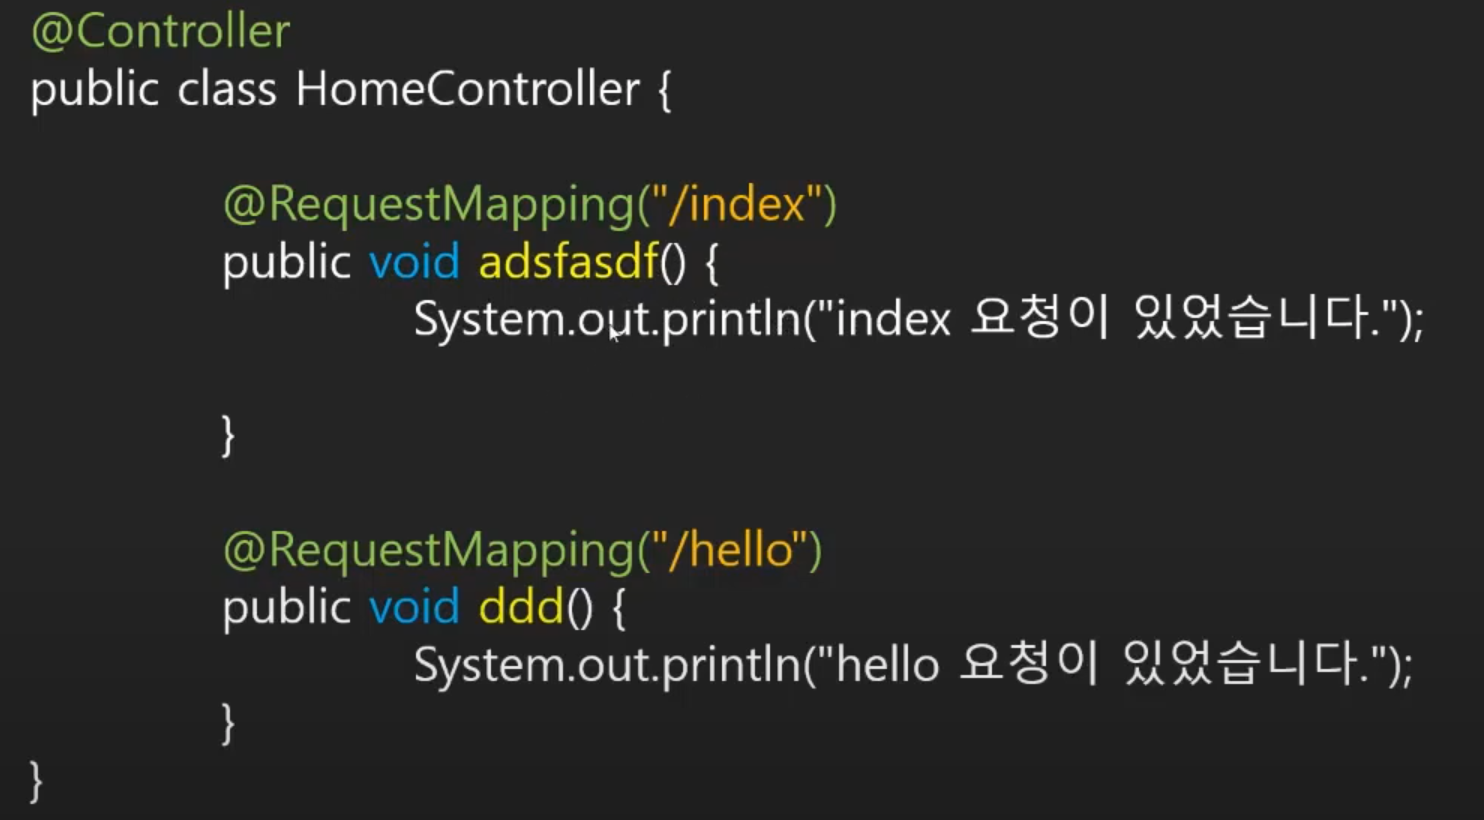 @Controller
public class HomeController {
@RequestMapping("/index")
public void adsfasdf() {
System.out.println("index 요청이 있었습니다.");
}
@RequestMapping("/hello")
public void ddd() {
System.out.println("hello 요청이 있었습니다.");
}
}